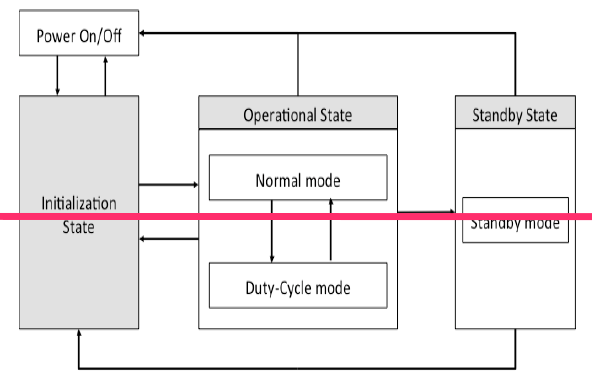 Power On/Off
Operational State
Standby State
Normal mode
Initialization
State
Standby mode
Duty-Cycle mode